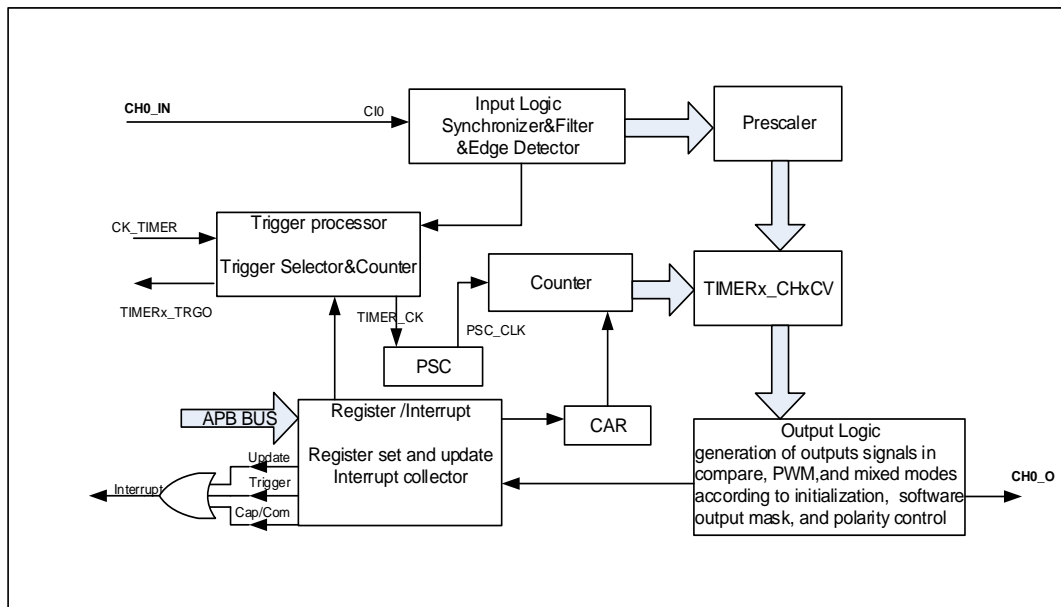 CH0_IN
CI0
Input Logic
Synchronizer&Filter
&Edge Detector
Prescaler
CK_TIMER
Trigger processor
Trigger Selector&Counter
TIMERx_TRGO
TIMER_CK
PSC_CLK
Counter
TIMERx_CHxCV
PSC
APB BUS
Register /Interrupt
Register set and update
Interrupt collector
CAR
Output Logic
generation of outputs signals in
compare, PWM,and mixed modes
according to initialization, software
output mask, and polarity control
CH0_O
Update
Trigger
Cap/Com
Interrupt